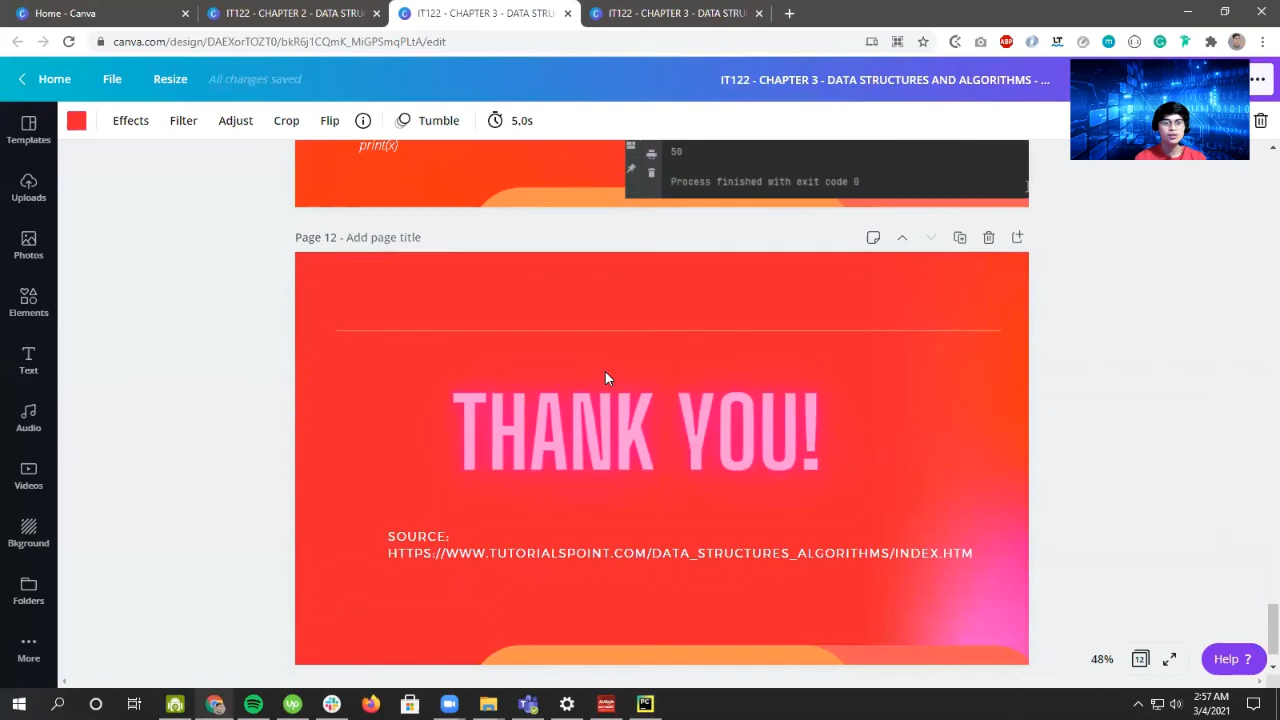 Home
IT122 - CHAPTER 2 - DATA STRU
IT122 - CHAPTER 3 - DATA STRU
IT122 - CHAPTER 3 - DATA STRU
canva.com/design/DAEXorTOZT0/bkR6j1CQmK_MiGPSmqPLtA/edit
ABP
LT
Home
File
Resize
All changes saved
IT122 - CHAPTER 3 - DATA STRUCTURES AND ALGORITHMS - ...
Effects
Filter
Adjust
Crop
Flip
Tumble
5.0s
Templates
Uploads
Photos
Elements
Text
Audio
Videos
Bkground
Folders
More
print(x)
50
Process finished with exit code 0
Page 12 - Add page title
THANK YOU!
SOURCE:
HTTPS://WWW.TUTORIALSPOINT.COM/DATA_STRUCTURES_ALGORITHMS/INDEX.HTM
48%
12
Help ?
Up
PC
2:57 AM
3/4/2021